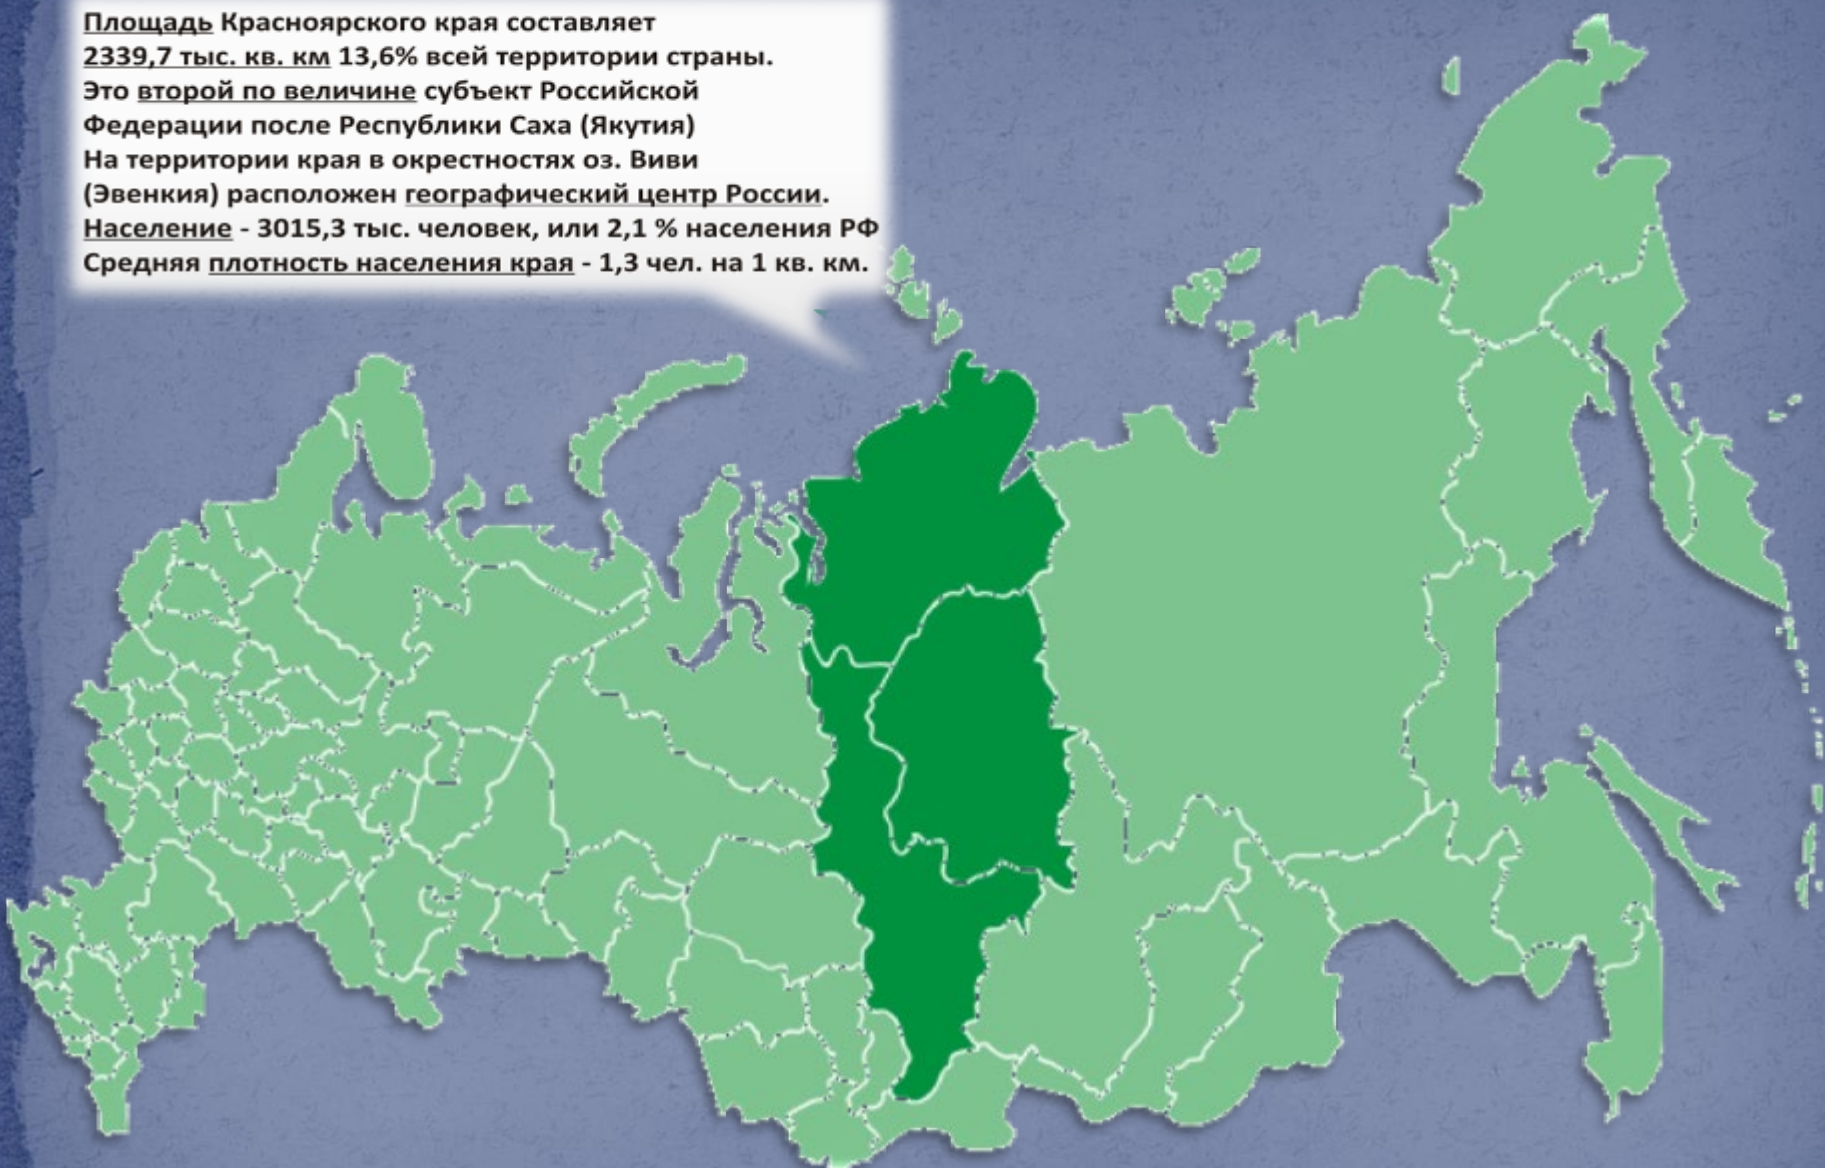 Площадь Красноярского края составляет
2339,7 тыс. кв. км 13,6% всей территории страны.
Это второй по величине субъект Российской
Федерации после Республики Саха (Якутия)
На территории края в окрестностях оз. Виви
(Эвенкия) расположен географический центр России.
Население - 3015,3 тыс. человек, или 2,1 % населения РФ
Средняя плотность населения края - 1,3 чел. на 1 кв. км.